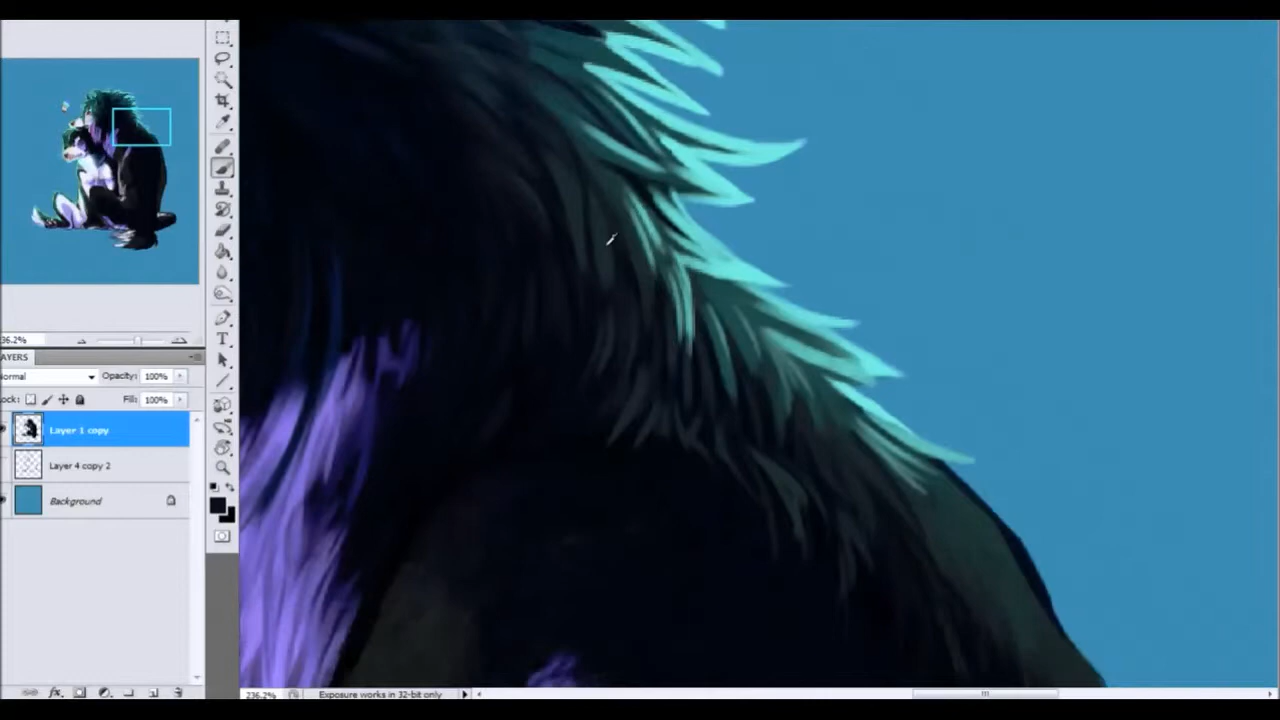 36.2%
AYERS
ormal Opacity: 100%
ock: Fill: 100%
Layer 1 copy
Layer 4 copy 2
Background
T
236.2% Exposure works in 32-bit only